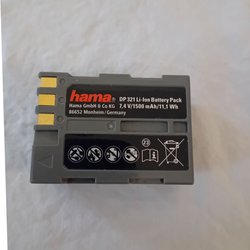 hama
Hama GmbH & Co KG
86652 Monheim / Germany
DP 321 Li-Ion Battery Pack
7,4 V/1500 mAh/11,1 Wh